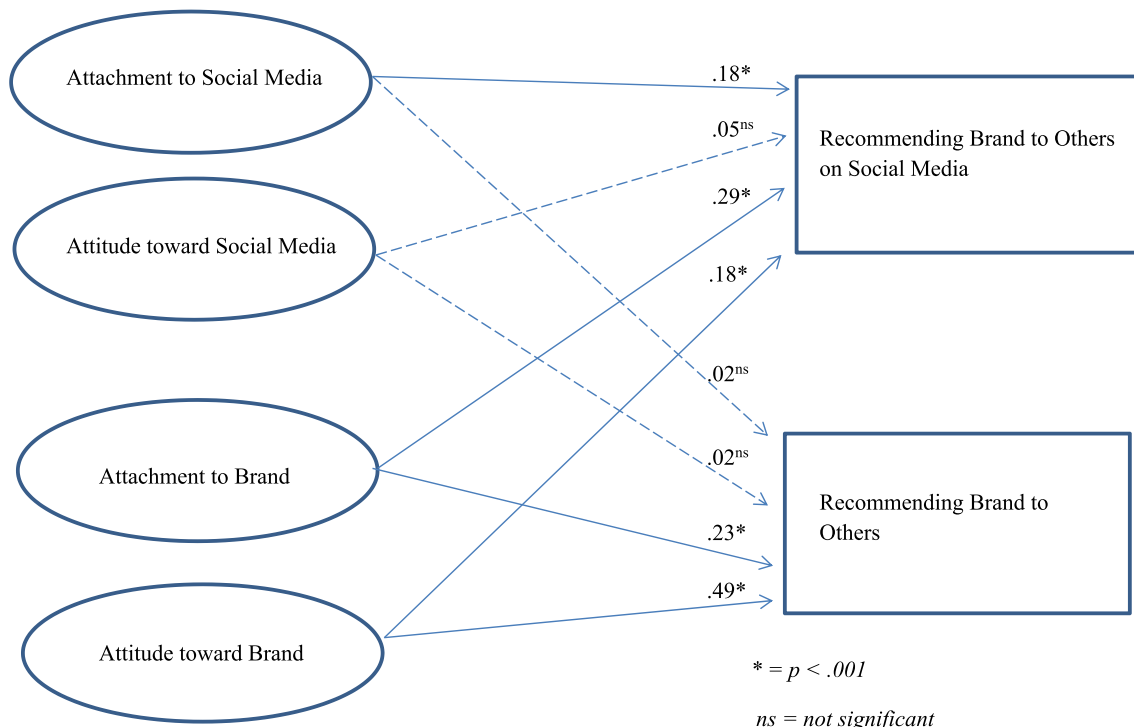 Attachment to Social Media
.18*
.05ns
Recommending Brand to Others
on Social Media
.29*
Attitude toward Social Media
.18*
.02ns
.02ns
Attachment to Brand
Recommending Brand to
Others
.23*
.49*
Attitude toward Brand
* = p < .001
ns = not significant